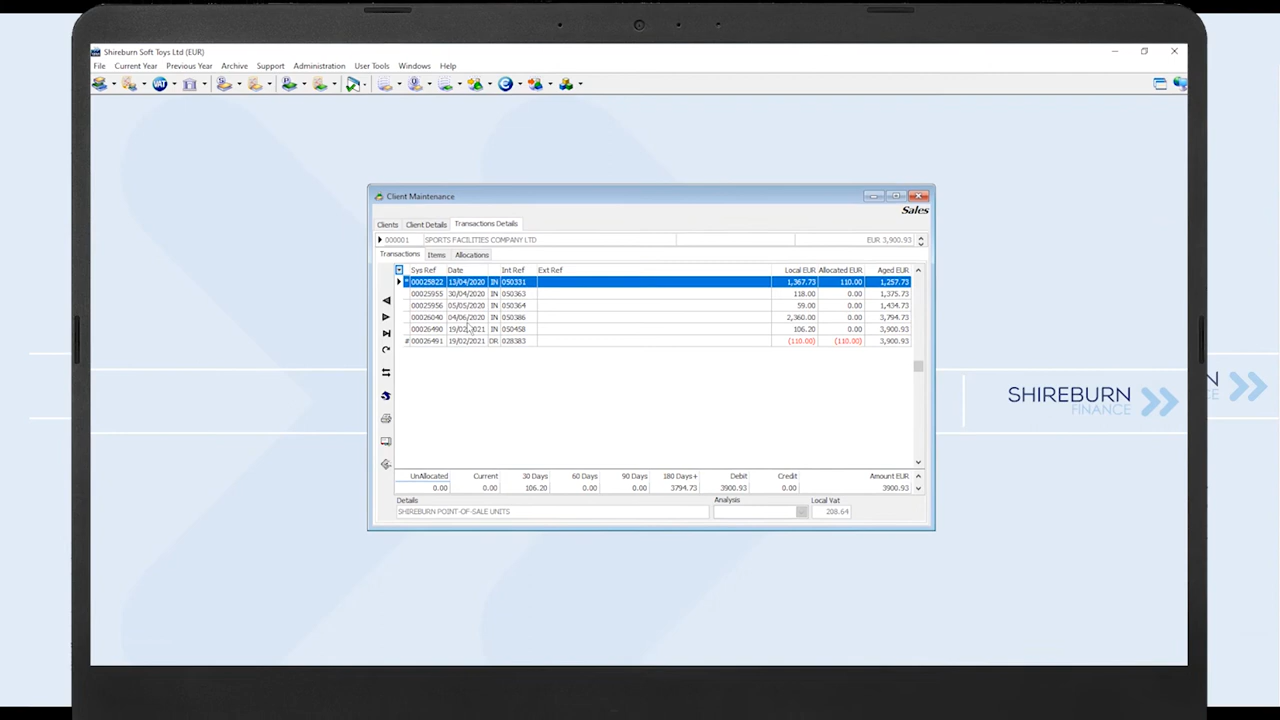 Shireburn Soft Toys Ltd (EUR)
File Current Year Previous Year Archive Support Administration User Tools Windows Help
VAT
Client Maintenance
Sales
Clients Client Details Transactions Details
000001 SPORTS FACILITIES COMPANY LTD EUR 3,900.93
Transactions Items Allocations
Sys Ref Date Int Ref Ext Ref Local EUR Allocated EUR Aged EUR
* 00025822 13/04/2020 IN 050331 1,367.73 110.00 1,257.73
00025955 30/04/2020 IN 050363 118.00 0.00 1,375.73
00025956 05/05/2020 IN 050364 59.00 0.00 1,434.73
00026040 04/06/2020 IN 050386 2,360.00 0.00 3,794.73
00026490 19/02/2021 IN 050458 106.20 0.00 3,900.93
# 00026491 19/02/2021 DR 028383 (110.00) (110.00) 3,900.93
UnAllocated Current 30 Days 60 Days 90 Days 180 Days+ Debit Credit Amount EUR
0.00 0.00 106.20 0.00 0.00 3794.73 3900.93 0.00 3900.93
Details Analysis Local Vat
SHIREBURN POINT-OF-SALE UNITS 208.64
SHIREBURN
FINANCE
N